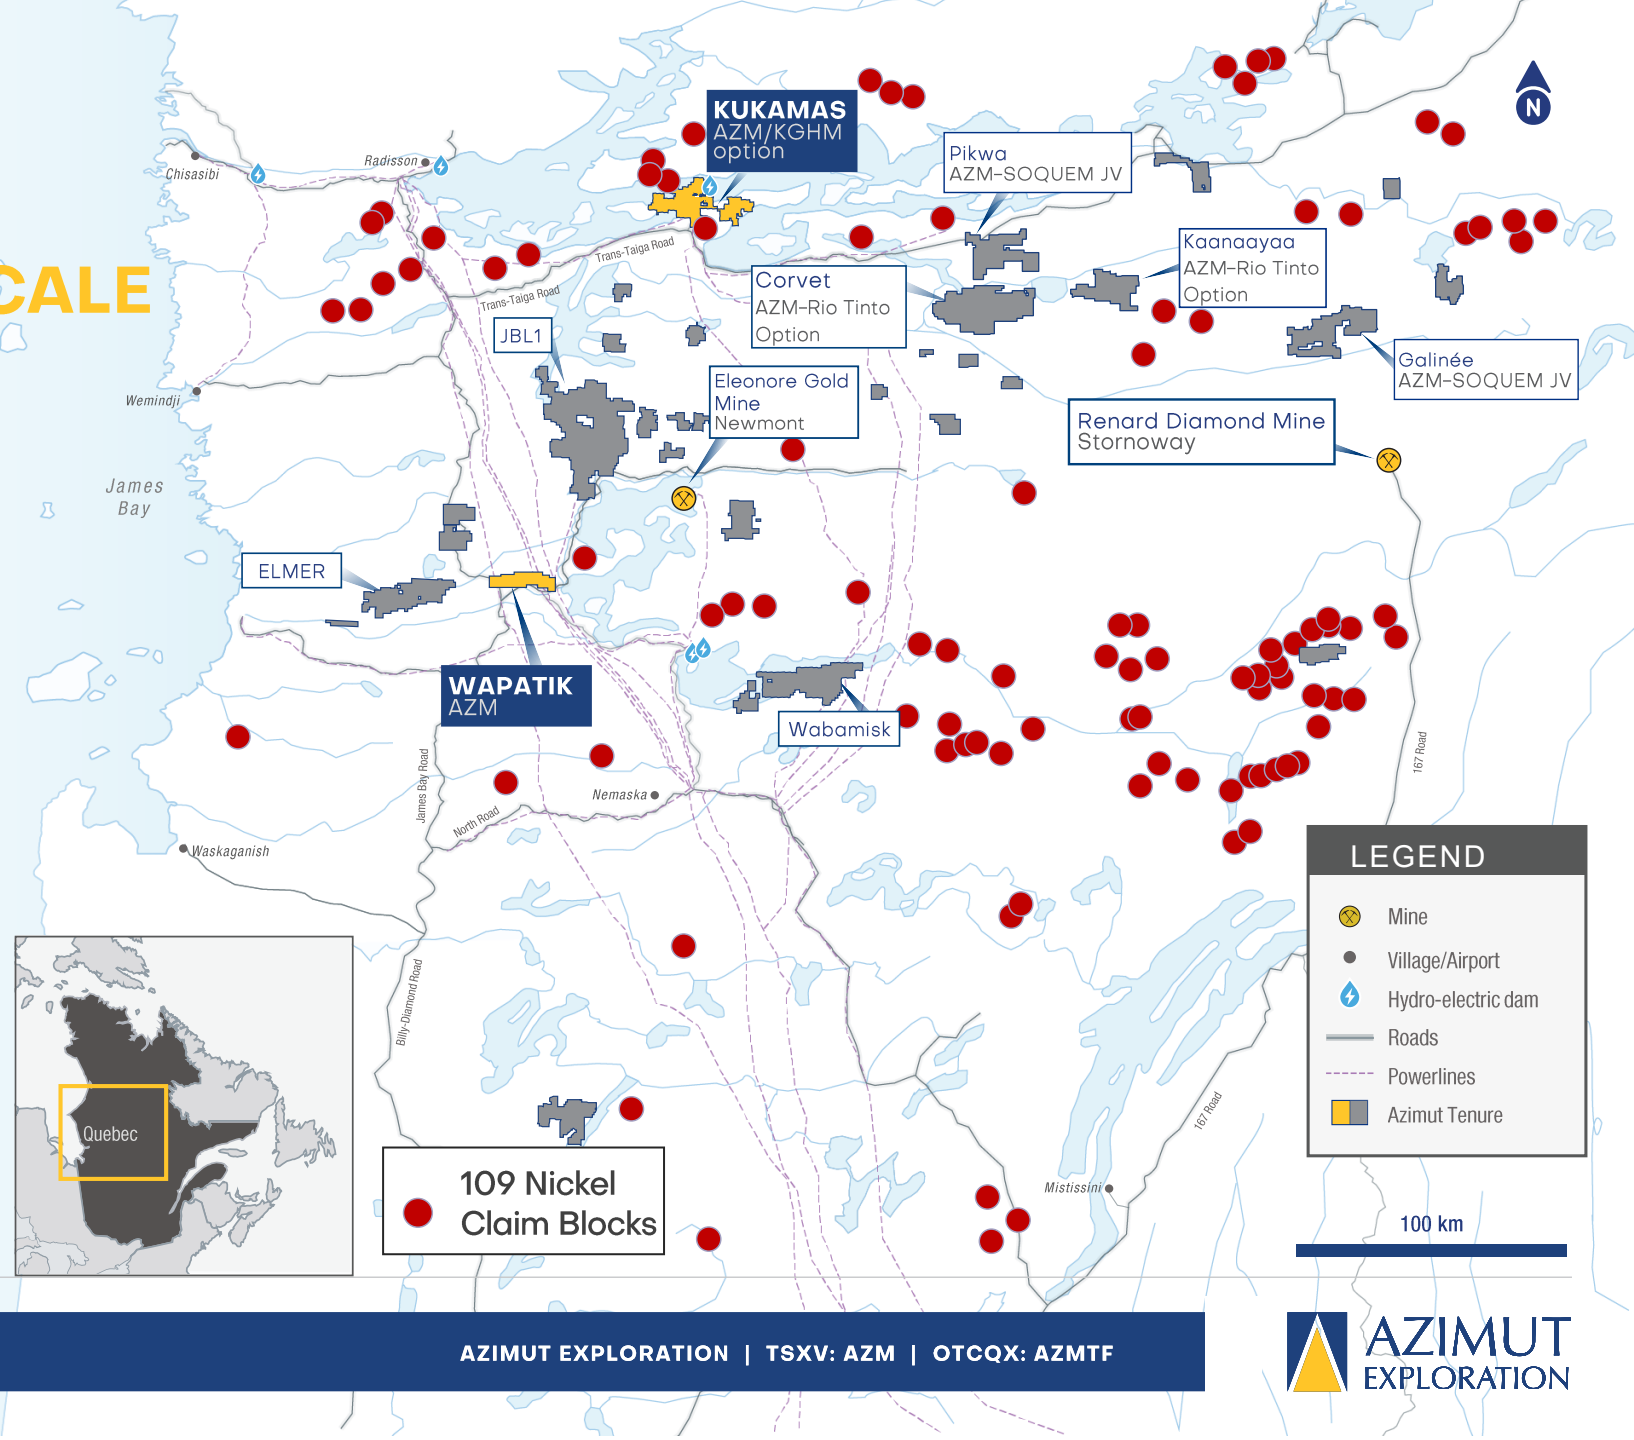 CALE
KUKAMAS
AZM/KGHM
option
N
Pikwa
AZM–SOQUEM JV
Chisasibi
Radisson
Kaanaayaa
AZM–Rio Tinto
Option
Trans-Taiga Road
Trans-Taiga Road
Corvet
AZM–Rio Tinto
Option
JBL1
Galinée
AZM–SOQUEM JV
Eleonore Gold
Mine
Newmont
Wemindji
Renard Diamond Mine
Stornoway
James
Bay
ELMER
WAPATIK
AZM
Wabamisk
James Bay Road
167 Road
Nemaska
North Road
Waskaganish
LEGEND
Mine
Village/Airport
Hydro-electric dam
Roads
Powerlines
Azimut Tenure
Billy-Diamond Road
Quebec
167 Road
109 Nickel
Claim Blocks
Mistissini
100 km
AZIMUT EXPLORATION | TSXV: AZM | OTCQX: AZMTF
AZIMUT
EXPLORATION